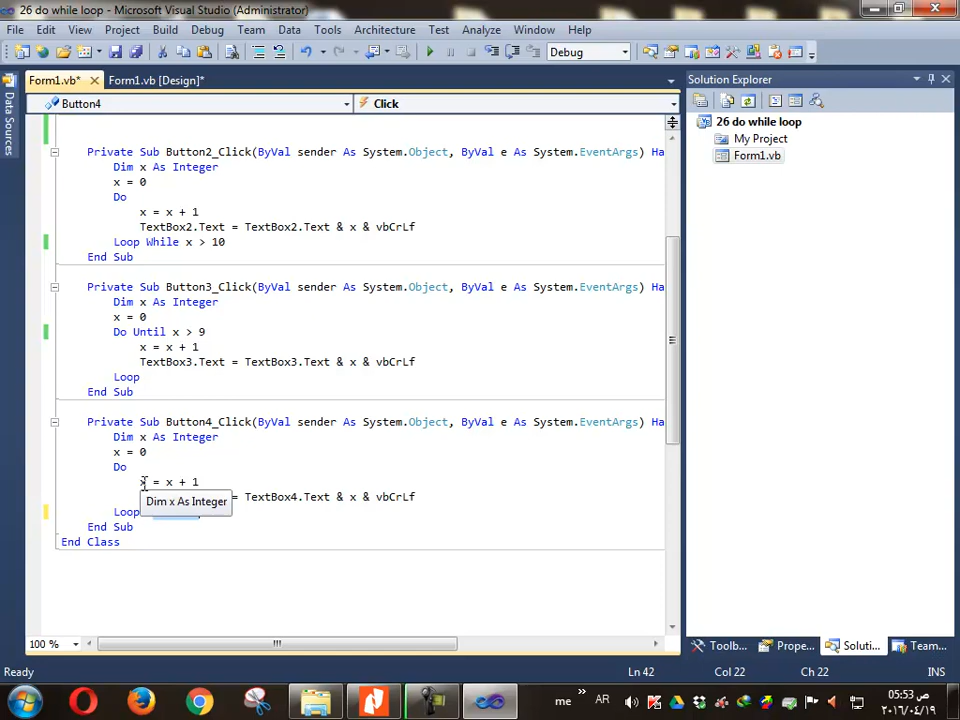 26 do while loop - Microsoft Visual Studio (Administrator)
File Edit View Project Build Debug Team Data Tools Architecture Test Analyze Window Help
Debug
Form1.vb* Form1.vb [Design]*
Solution Explorer
Data Sources
Button4 Click
26 do while loop
My Project
Form1.vb
Private Sub Button2_Click(ByVal sender As System.Object, ByVal e As System.EventArgs) Ha
Dim x As Integer
x = 0
Do
x = x + 1
TextBox2.Text = TextBox2.Text & x & vbCrLf
Loop While x > 10
End Sub
Private Sub Button3_Click(ByVal sender As System.Object, ByVal e As System.EventArgs) Ha
Dim x As Integer
x = 0
Do Until x > 9
x = x + 1
TextBox3.Text = TextBox3.Text & x & vbCrLf
Loop
End Sub
Private Sub Button4_Click(ByVal sender As System.Object, ByVal e As System.EventArgs) Ha
Dim x As Integer
x = 0
Do
x = x + 1
= TextBox4.Text & x & vbCrLf
Dim x As Integer
Loop
End Sub
End Class
100 %
Toolb... Prope... Soluti... Team...
Ready Ln 42 Col 22 Ch 22 INS
me » AR
05:53 ص
٢٠١٦/٠٤/١٩